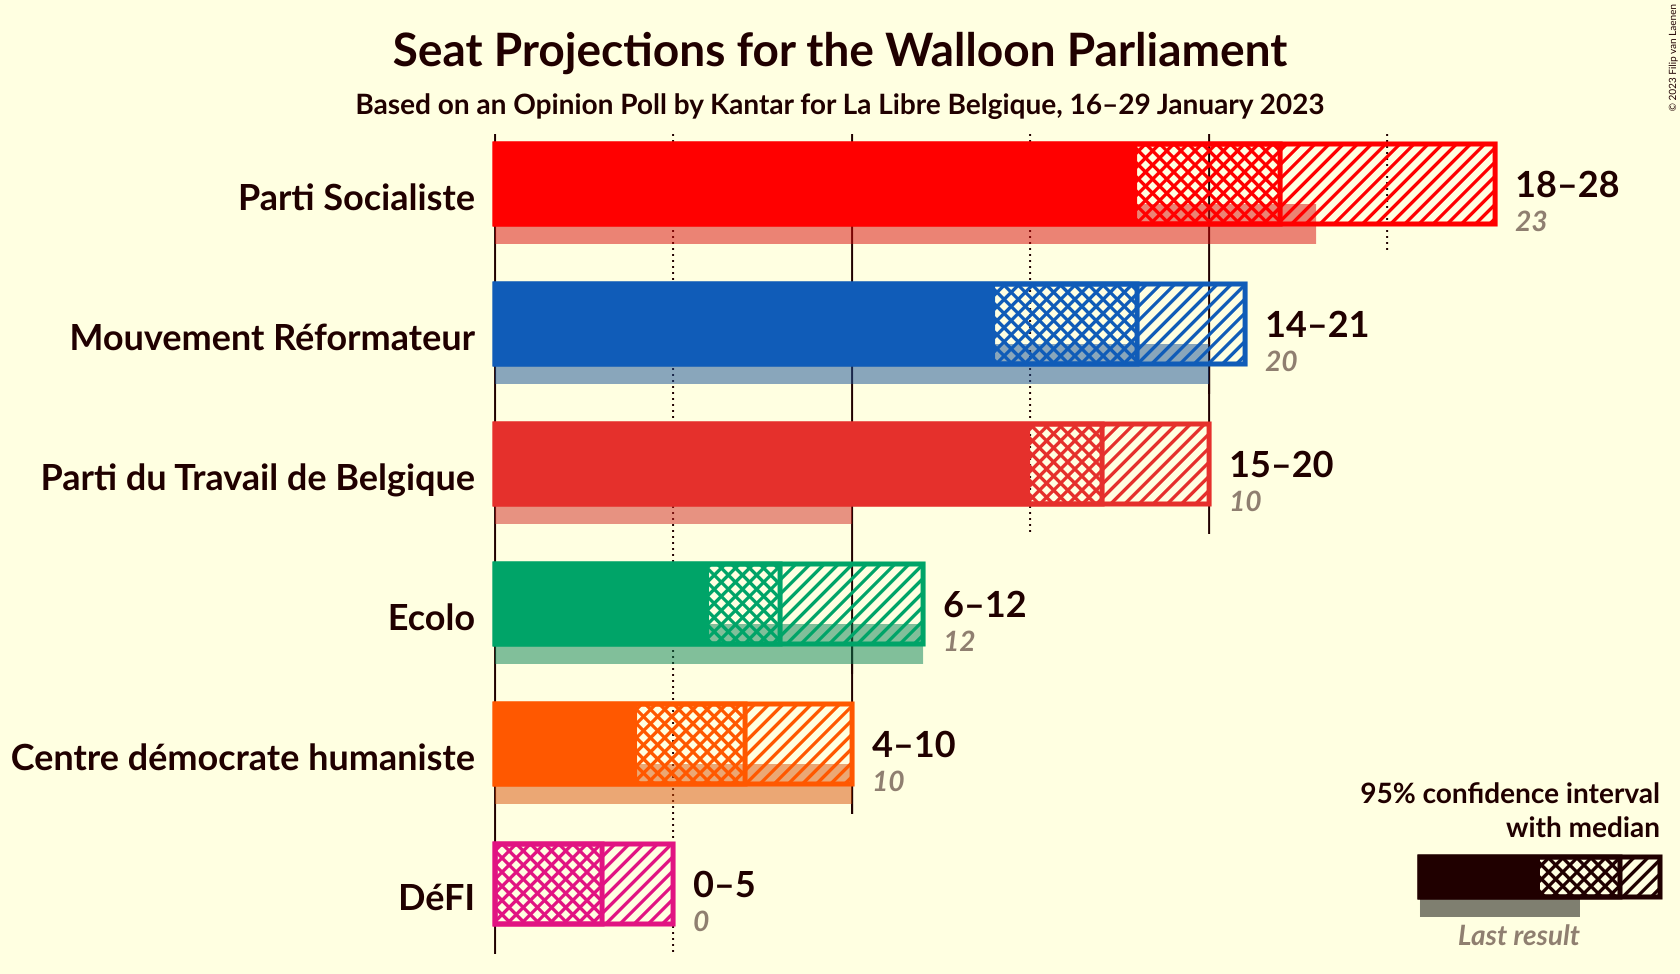 Seat Projections for the Walloon Parliament
Based on an Opinion Poll by Kantar for La Libre Belgique, 16–29 January 2023
© 2023 Filip van Laenen
Parti Socialiste
18–28
23
Mouvement Réformateur
14–21
20
Parti du Travail de Belgique
15–20
10
Ecolo
6–12
12
Centre démocrate humaniste
4–10
10
DéFI
0–5
0
95% confidence interval
with median
Last result